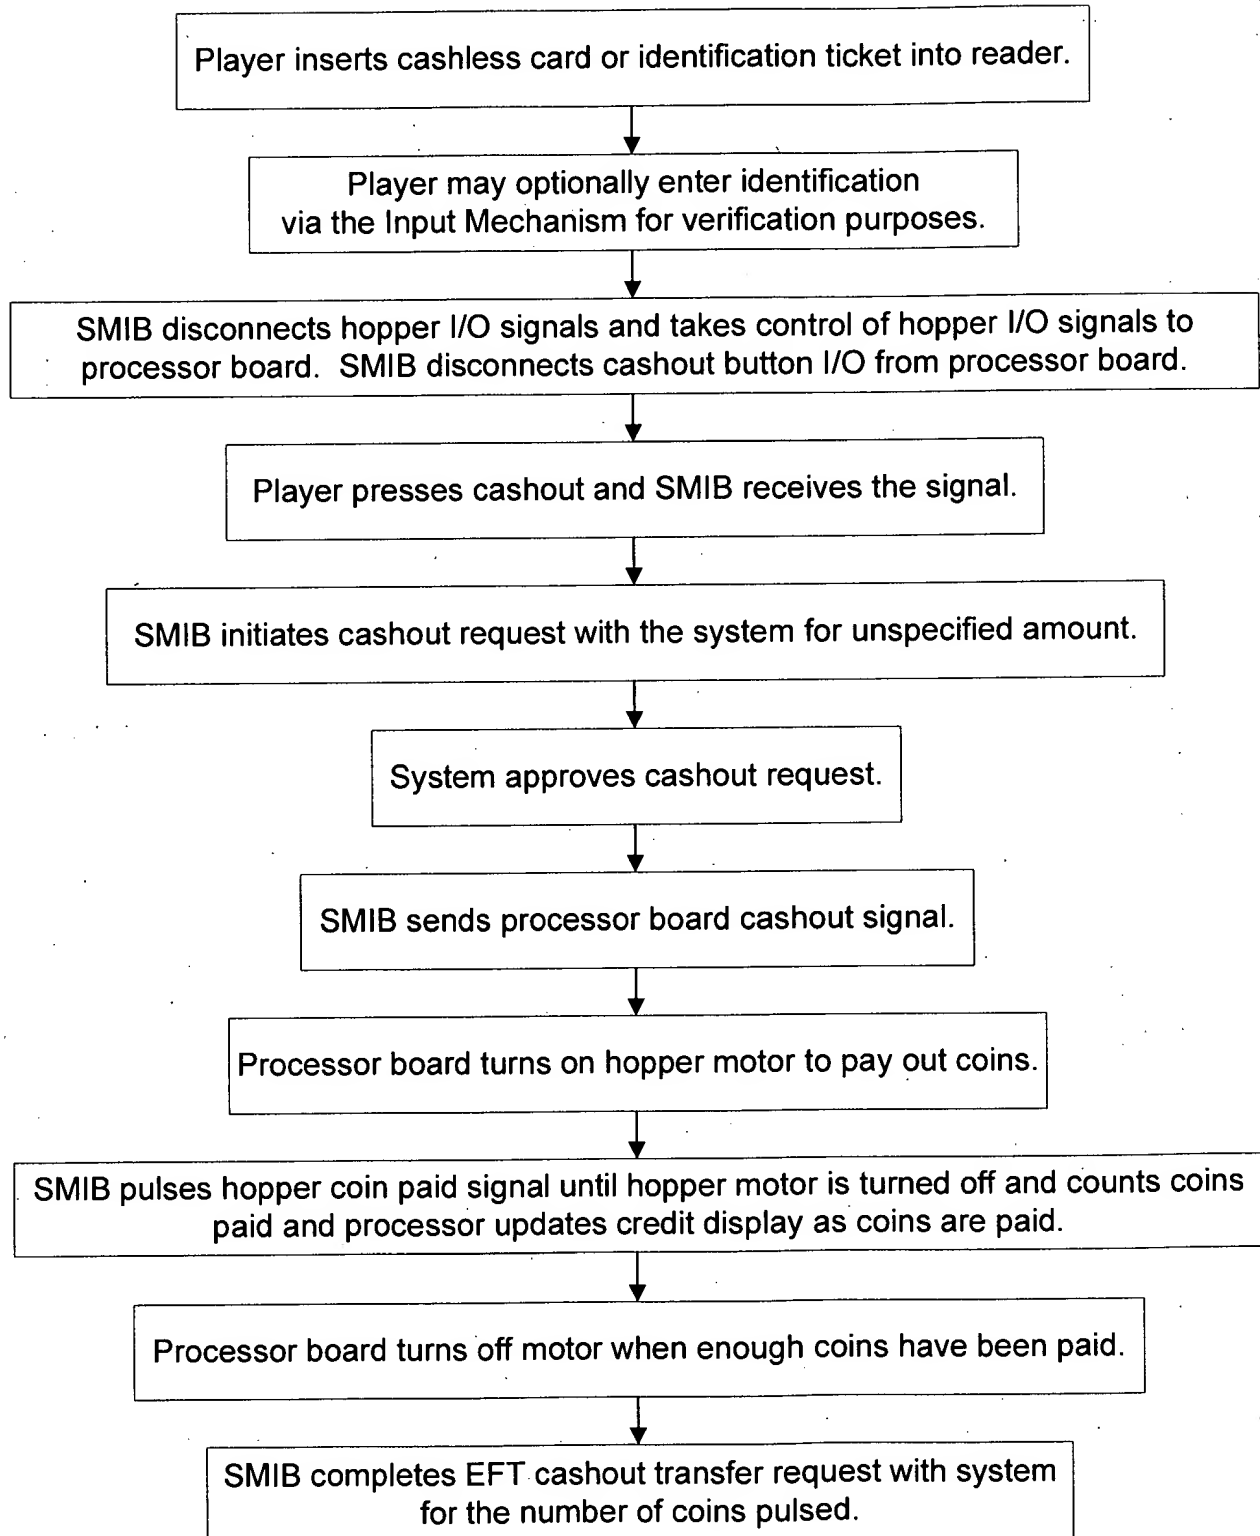 Player inserts cashless card or identification ticket into reader.
Player may optionally enter identification
via the Input Mechanism for verification purposes.
SMIB disconnects hopper I/O signals and takes control of hopper I/O signals to
processor board.  SMIB disconnects cashout button I/O from processor board.
Player presses cashout and SMIB receives the signal.
SMIB initiates cashout request with the system for unspecified amount.
System approves cashout request.
SMIB sends processor board cashout signal.
Processor board turns on hopper motor to pay out coins.
SMIB pulses hopper coin paid signal until hopper motor is turned off and counts coins
paid and processor updates credit display as coins are paid.
Processor board turns off motor when enough coins have been paid.
SMIB completes EFT cashout transfer request with system
for the number of coins pulsed.